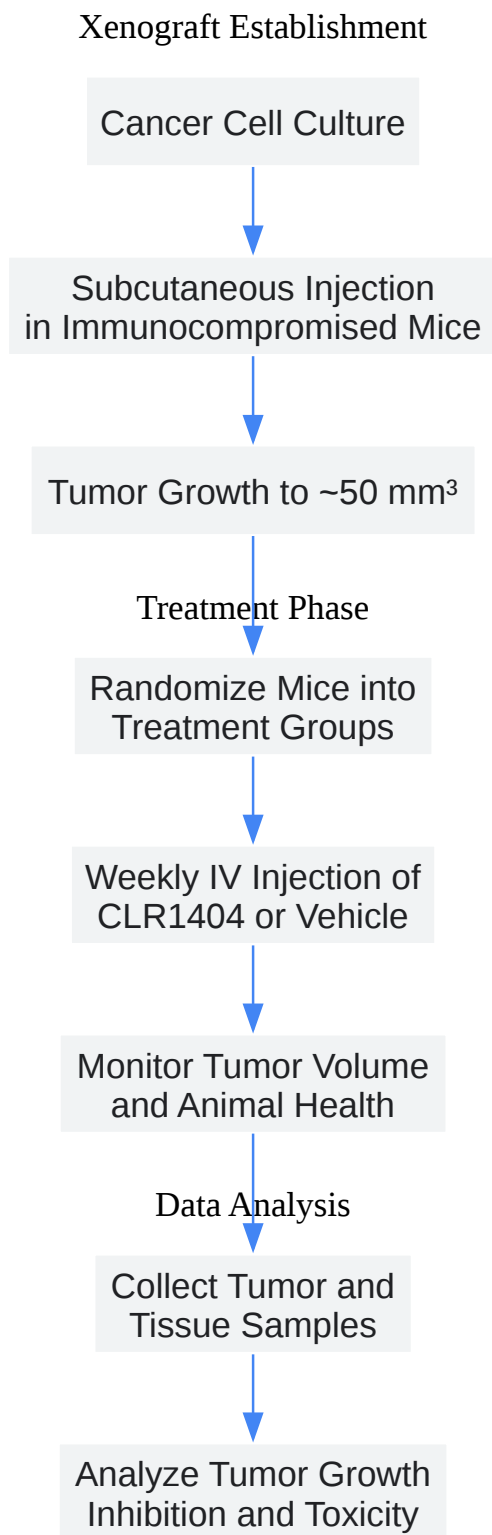 Xenograft Establishment
Cancer Cell Culture
Subcutaneous Injection
in Immunocompromised Mice
Tumor Growth to ~50 mm³
Treatment Phase
Randomize Mice into
Treatment Groups
Weekly IV Injection of
CLR1404 or Vehicle
Monitor Tumor Volume
and Animal Health
Data Analysis
Collect Tumor and
Tissue Samples
Analyze Tumor Growth
Inhibition and Toxicity